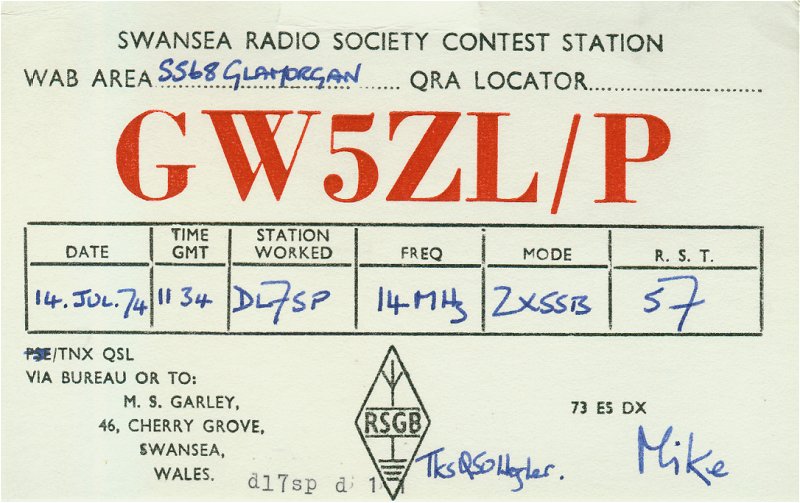 SWANSEA RADIO SOCIETY CONTEST STATION
WAB AREA SS68 GLAMORGAN QRA LOCATOR
GW5ZL/P
DATE TIME GMT STATION WORKED FREQ MODE R. S. T.
14. JUL. 74 1134 DL7SP 14 MHz 2XSSB 57
PSE/TNX QSL
VIA BUREAU OR TO:
M. S. GARLEY,
46, CHERRY GROVE,
SWANSEA,
WALES.
dl7sp
RSGB
73 ES DX
Tks QSO
Mike